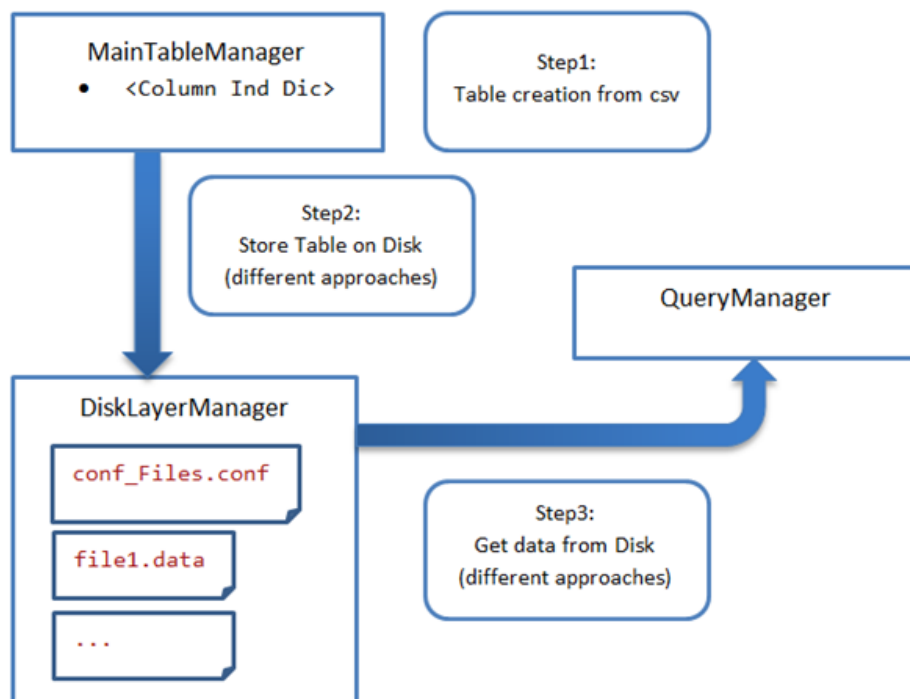 MainTableManager
• <Column Ind Dic>
Step1:
Table creation from csv
Step2:
Store Table on Disk
(different approaches)
QueryManager
DiskLayerManager
conf_Files.conf
file1.data
...
Step3:
Get data from Disk
(different approaches)